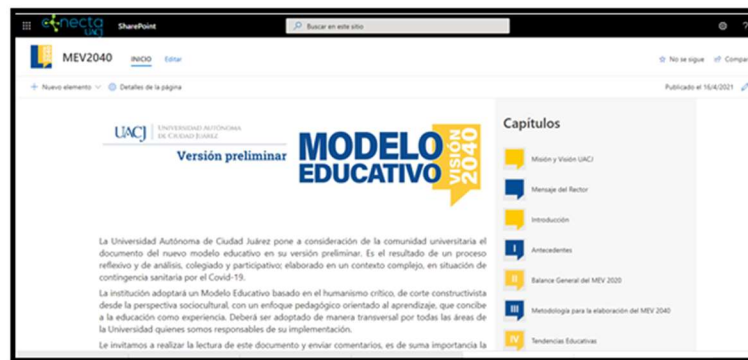 conecta
UACJ
SharePoint
Buscar en este sitio
?
MEV2040
INICIO
Editar
No se sigue
Compar
+ Nuevo elemento
Detalles de la página
Publicado el 16/4/2021
UACJ
UNIVERSIDAD AUTÓNOMA
DE CIUDAD JUÁREZ
Versión preliminar
MODELO
EDUCATIVO
VISIÓN
2040
La Universidad Autónoma de Ciudad Juárez pone a consideración de la comunidad universitaria el
documento del nuevo modelo educativo en su versión preliminar. Es el resultado de un proceso
reflexivo y de análisis, colegiado y participativo; elaborado en un contexto complejo, en situación de
contingencia sanitaria por el Covid-19.
La institución adoptará un Modelo Educativo basado en el humanismo crítico, de corte constructivista
desde la perspectiva sociocultural, con un enfoque pedagógico orientado al aprendizaje, que concibe
a la educación como experiencia. Deberá ser adoptado de manera transversal por todas las áreas de
la Universidad quienes somos responsables de su implementación.
Le invitamos a realizar la lectura de este documento y enviar comentarios, es de suma importancia la
Capítulos
Misión y Visión UACJ
Mensaje del Rector
Introducción
I
Antecedentes
II
Balance General del MEV 2020
III
Metodología para la elaboración del MEV 2040
IV
Tendencias Educativas